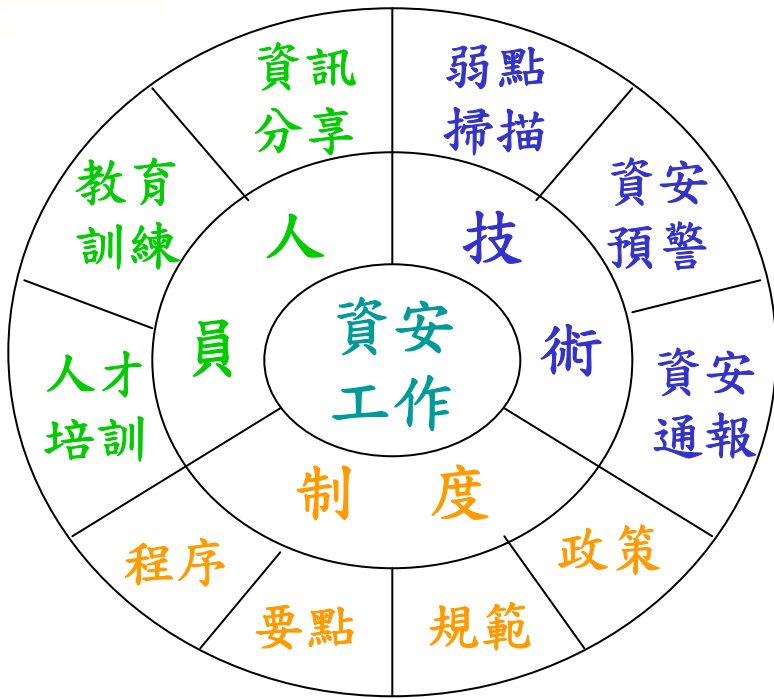 資訊
分享
弱點
掃描
教育
訓練
資安
預警
人才
培訓
資安
通報
人員
技術
資安
工作
制度
程序
要點
規範
政策